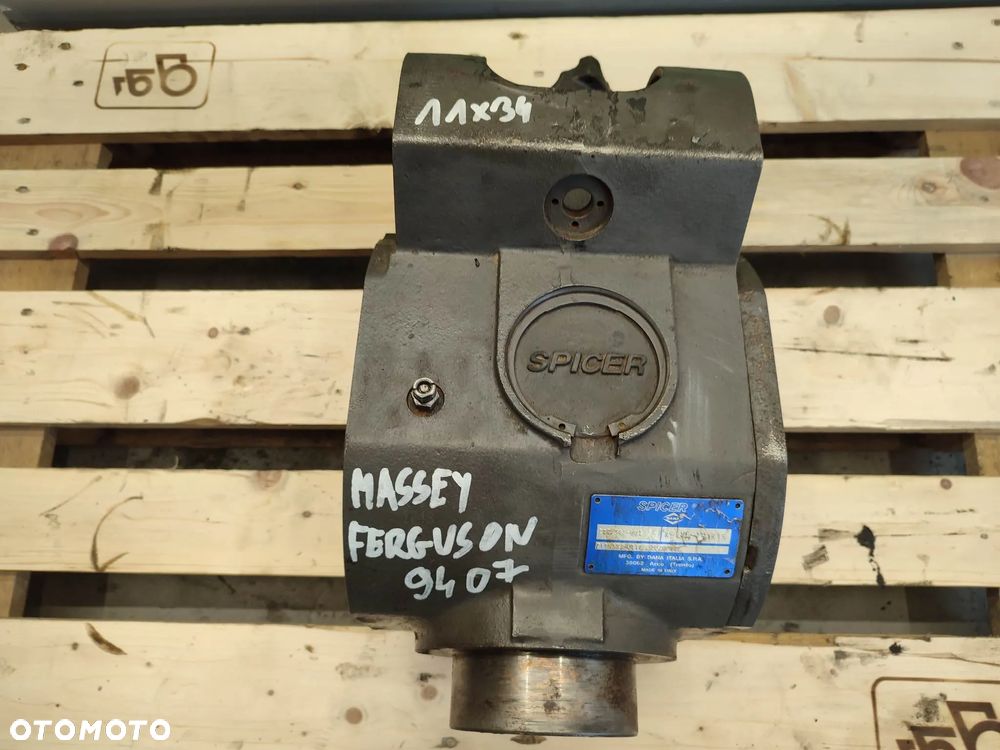 11x34
SPICER
MASSEY
FERGUSON
9407
SPICER
MFG. BY: DANA ITALIA S.P.A.
38062 Arco (Trento)
MADE IN ITALY
OTOMOTO